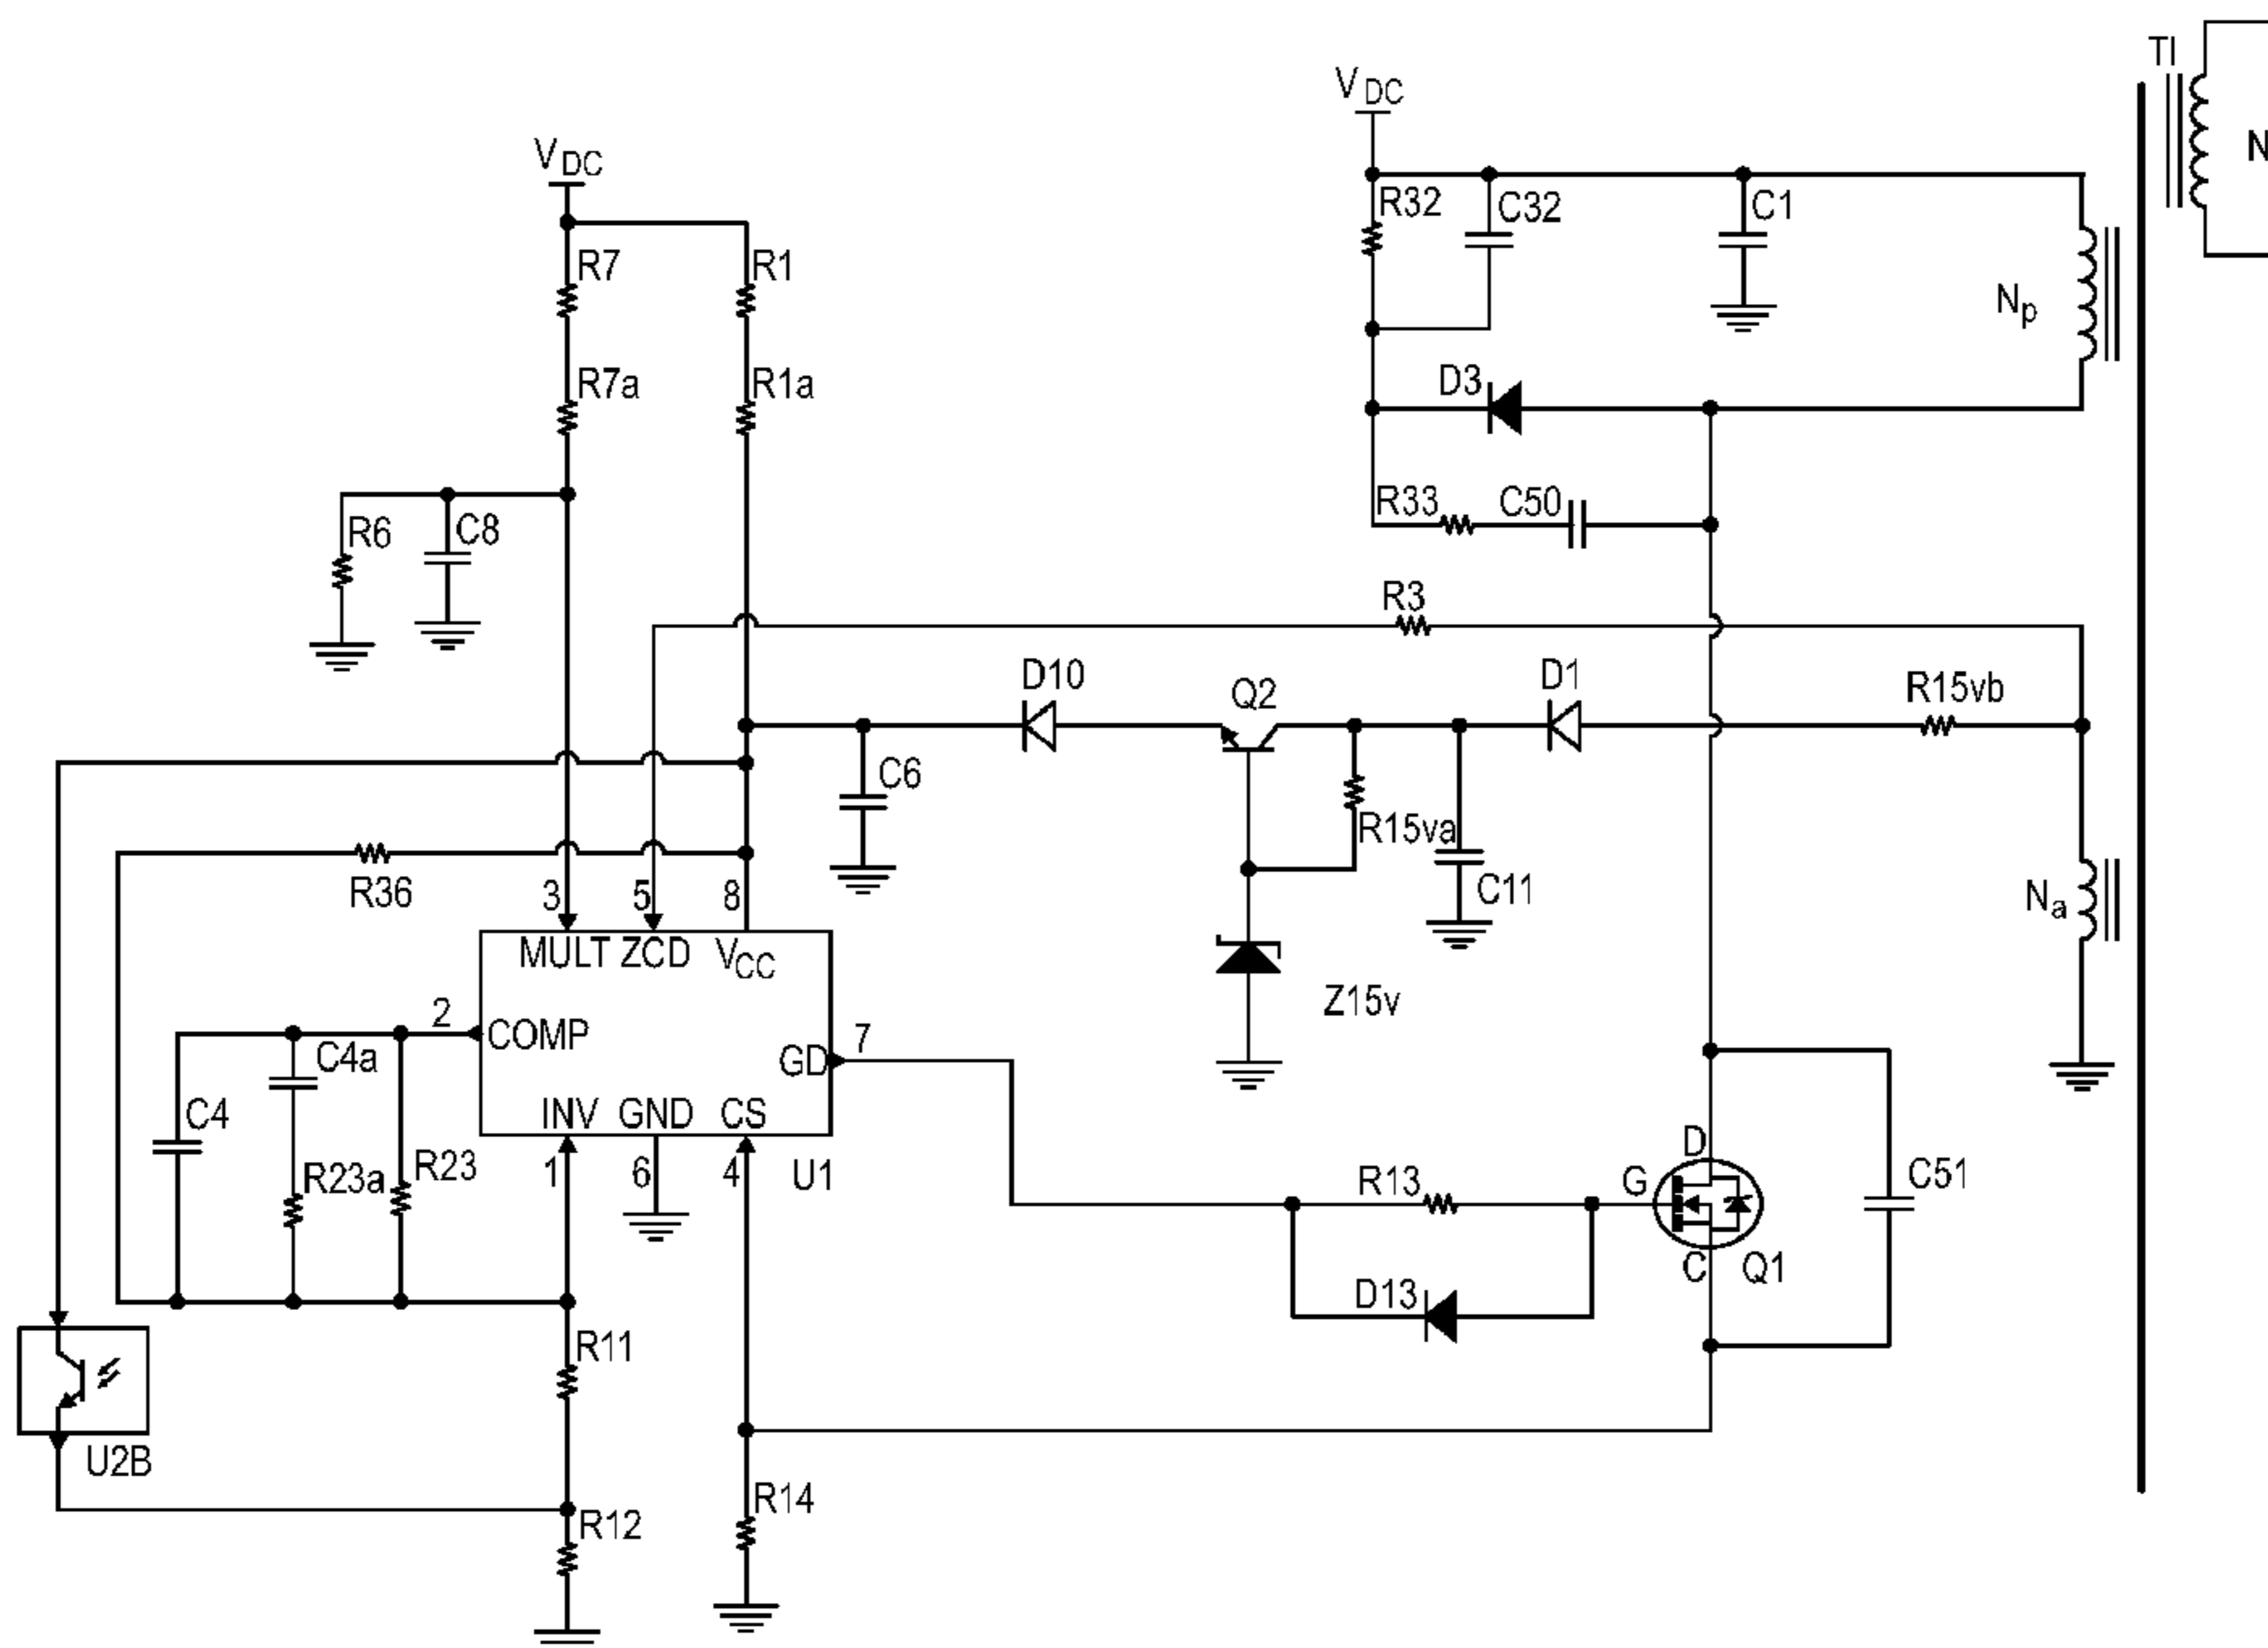 TI
V DC
N
V DC
R32
C32
C1
R7
R1
Np
R7a
R1a
D3
R33
C50
R6
C8
R3
D10
Q2
D1
R15vb
C6
R15va
R36
3
5
8
C11
Na
MULT
ZCD
VCC
Z15v
2
COMP
C4a
7
GD
C4
INV
GND
CS
D
R23a
R23
1
6
4
U1
R13
G
C51
C
Q1
D13
R11
U2B
R14
R12